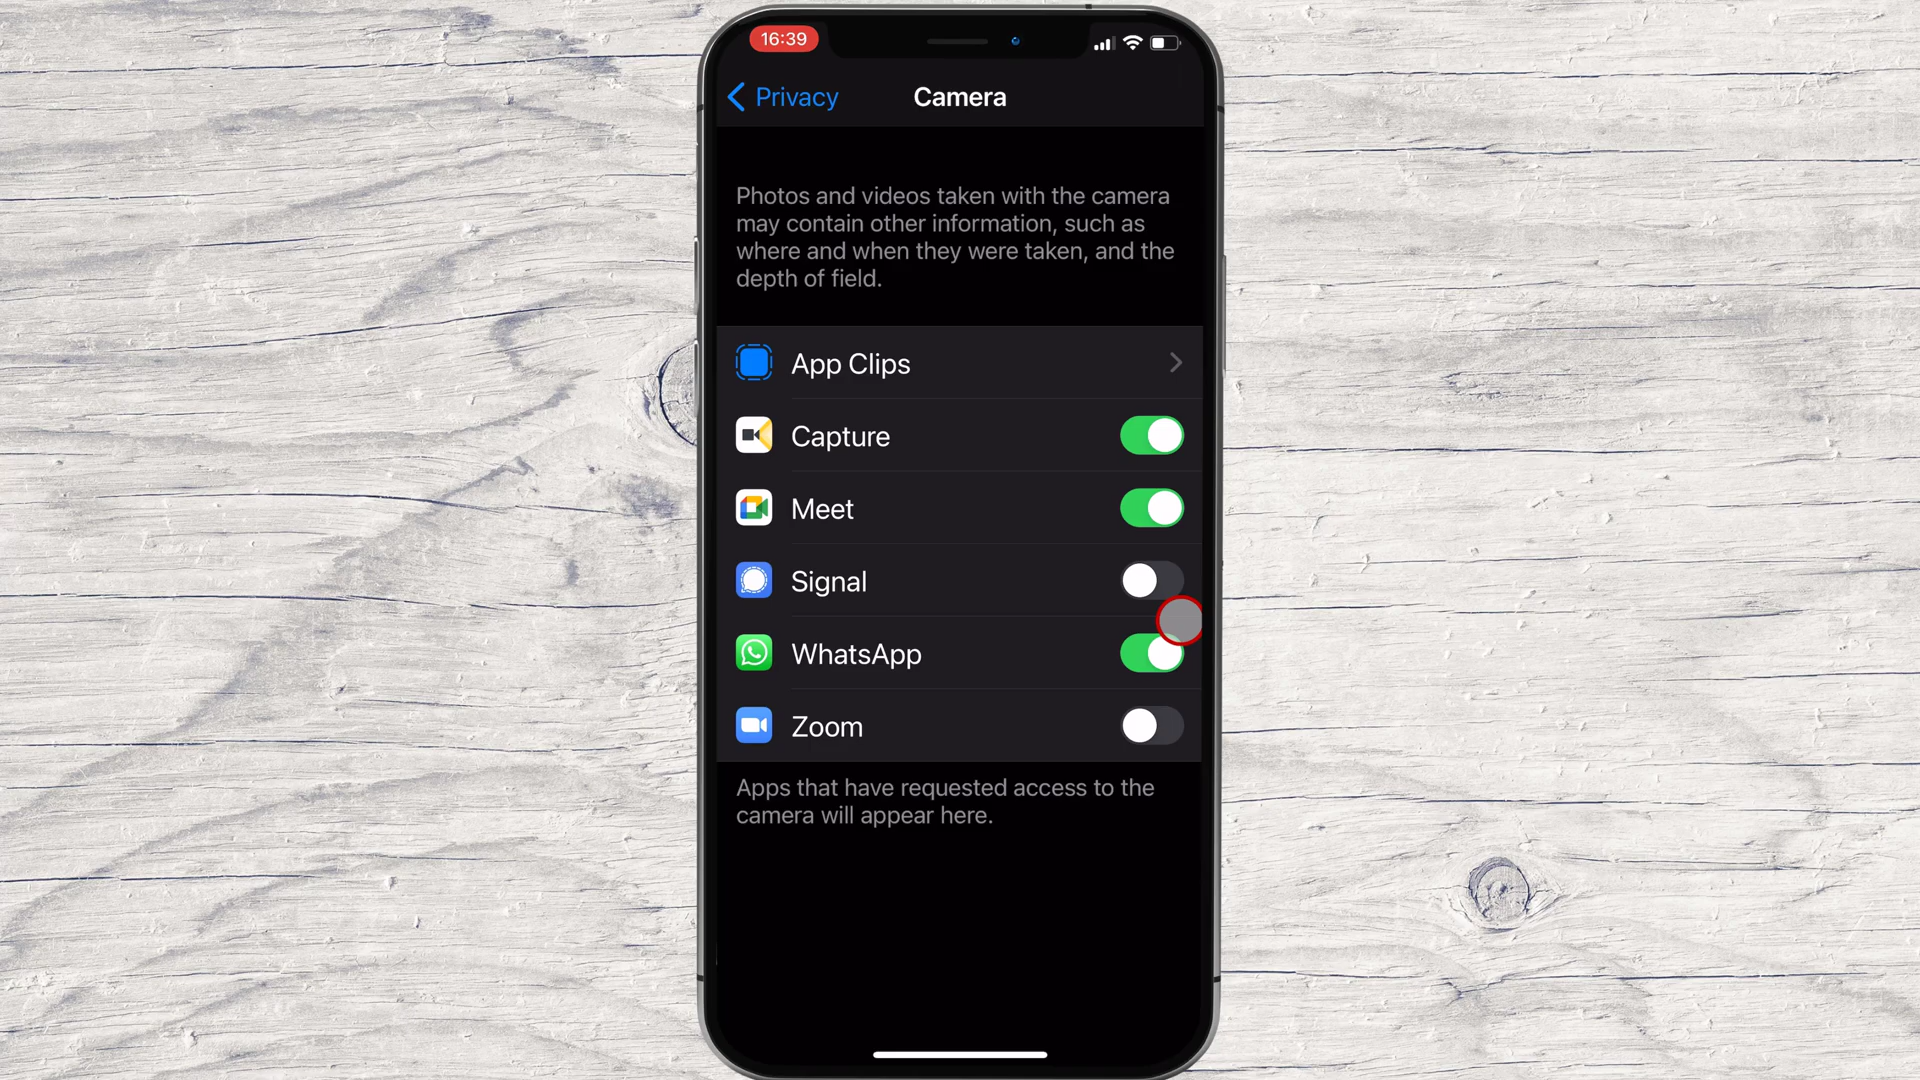 16:39
Privacy
Camera
Photos and videos taken with the camera
may contain other information, such as
where and when they were taken, and the
depth of field.
App Clips
Capture
Meet
Signal
WhatsApp
Zoom
Apps that have requested access to the
camera will appear here.